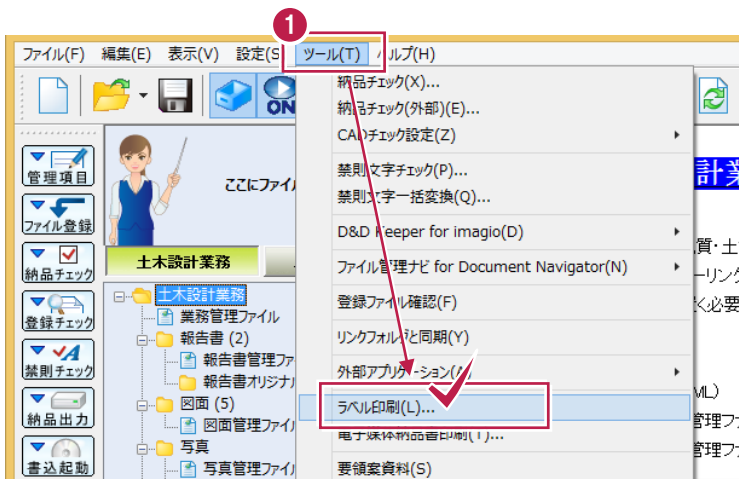 1
ファイル(F) 編集(E) 表示(V) 設定(S ツール(T) ルプ(H)
納品チェック(X)...
納品チェック(外部)(E)...
CADチェック設定(Z)
禁則文字チェック(P)...
禁則文字一括変換(Q)...
D&D Keeper for imagio(D)
ファイル管理ナビ for Document Navigator(N)
登録ファイル確認(F)
リンクフォルダと同期(Y)
外部アプリケーション(A)
ラベル印刷(L)...
電子媒体納品書印刷(T)...
要領案資料(S)
ON
管理項目
ファイル登録
納品チェック
登録チェック
禁則チェック
納品出力
書込起動
ここにファイ
土木設計業務
土木設計業務
業務管理ファイル
報告書 (2)
報告書管理ファ
報告書オリジナ
図面 (5)
図面管理ファイ
写真
写真管理ファイ
計業
質・土
ーリング
く必要
ML)
管理フ
管理フ